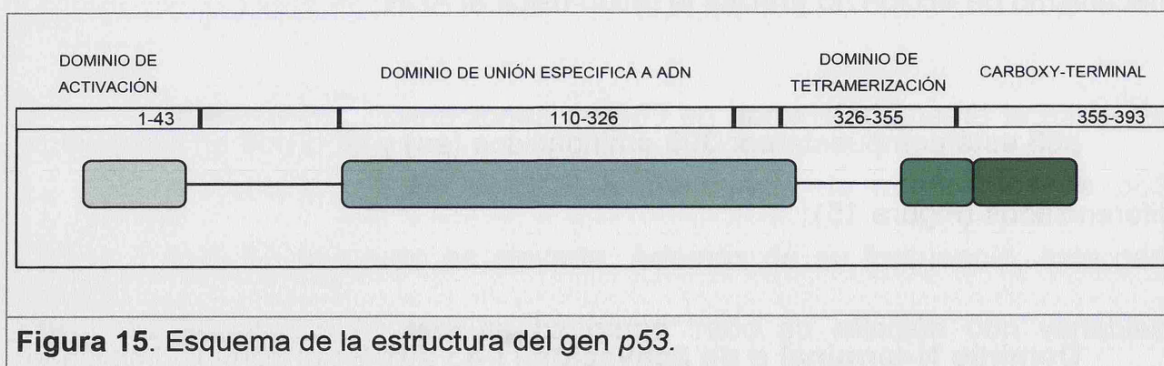 DOMINIO DE
ACTIVACIÓN
DOMINIO DE UNIÓN ESPECIFICA A ADN
DOMINIO DE
TETRAMERIZACIÓN
CARBOXY-TERMINAL
1-43
110-326
326-355
355-393
Figura 15. Esquema de la estructura del gen p53.